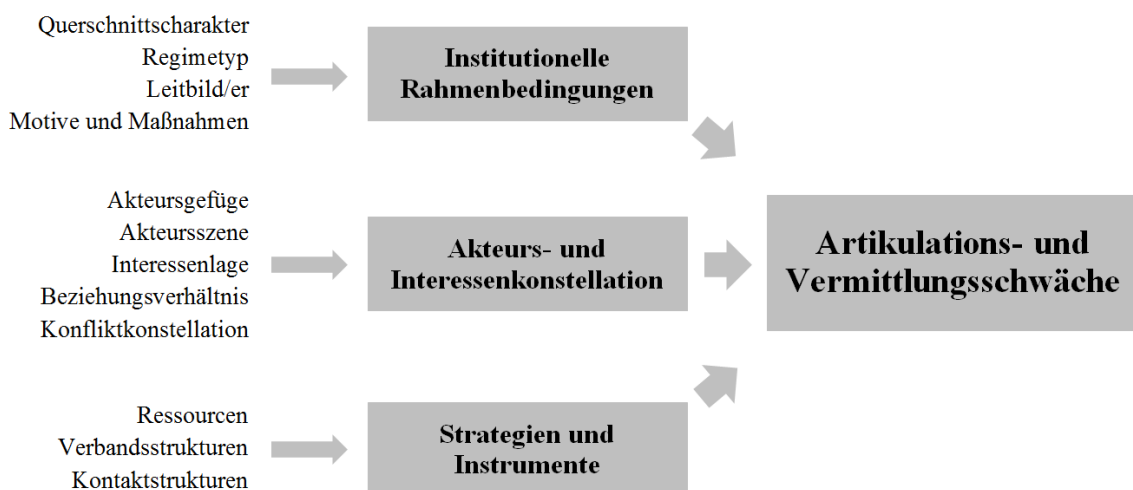 Querschnittscharakter
Regimetyp
Leitbild/er
Motive und Maßnahmen
Institutionelle
Rahmenbedingungen
Akteursgefüge
Akteursszene
Interessenlage
Beziehungsverhältnis
Konfliktkonstellation
Akteurs- und
Interessenkonstellation
Artikulations- und
Vermittlungsschwäche
Ressourcen
Verbandsstrukturen
Kontaktstrukturen
Strategien und
Instrumente